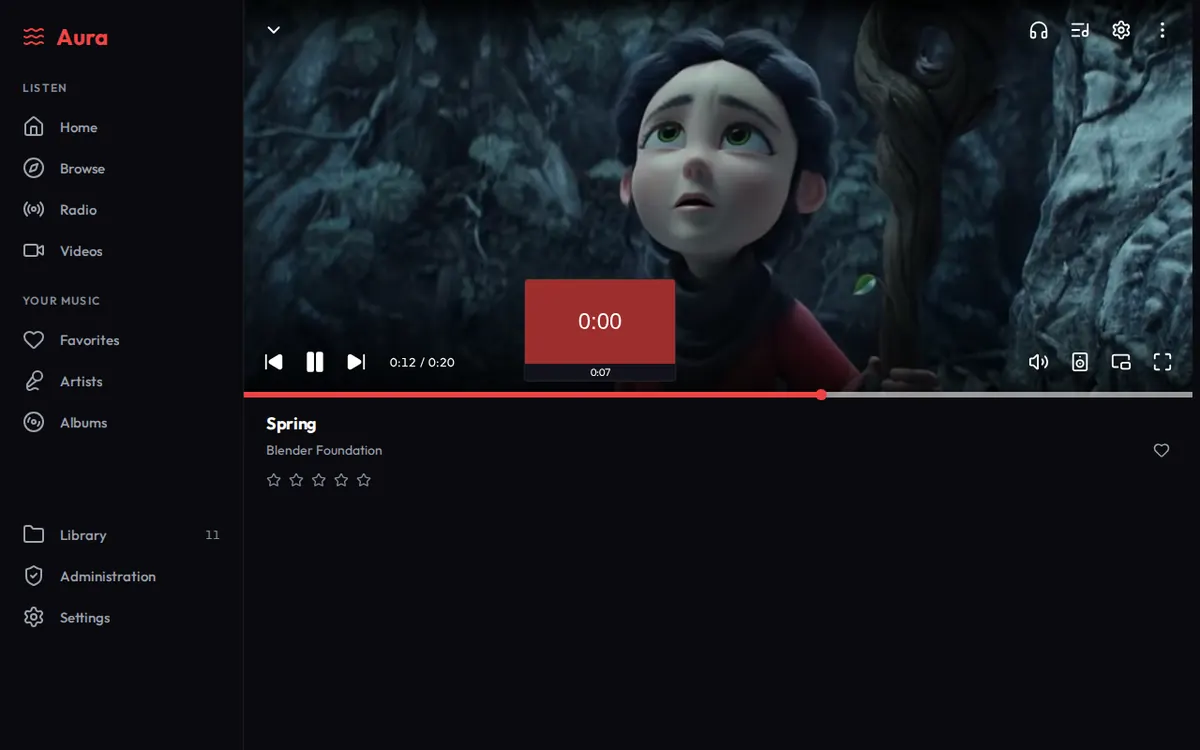 Aura
LISTEN
Home
Browse
Radio
Videos
YOUR MUSIC
Favorites
Artists
Albums
Library 11
Administration
Settings
0:00
0:12 / 0:20
0:07
Spring
Blender Foundation